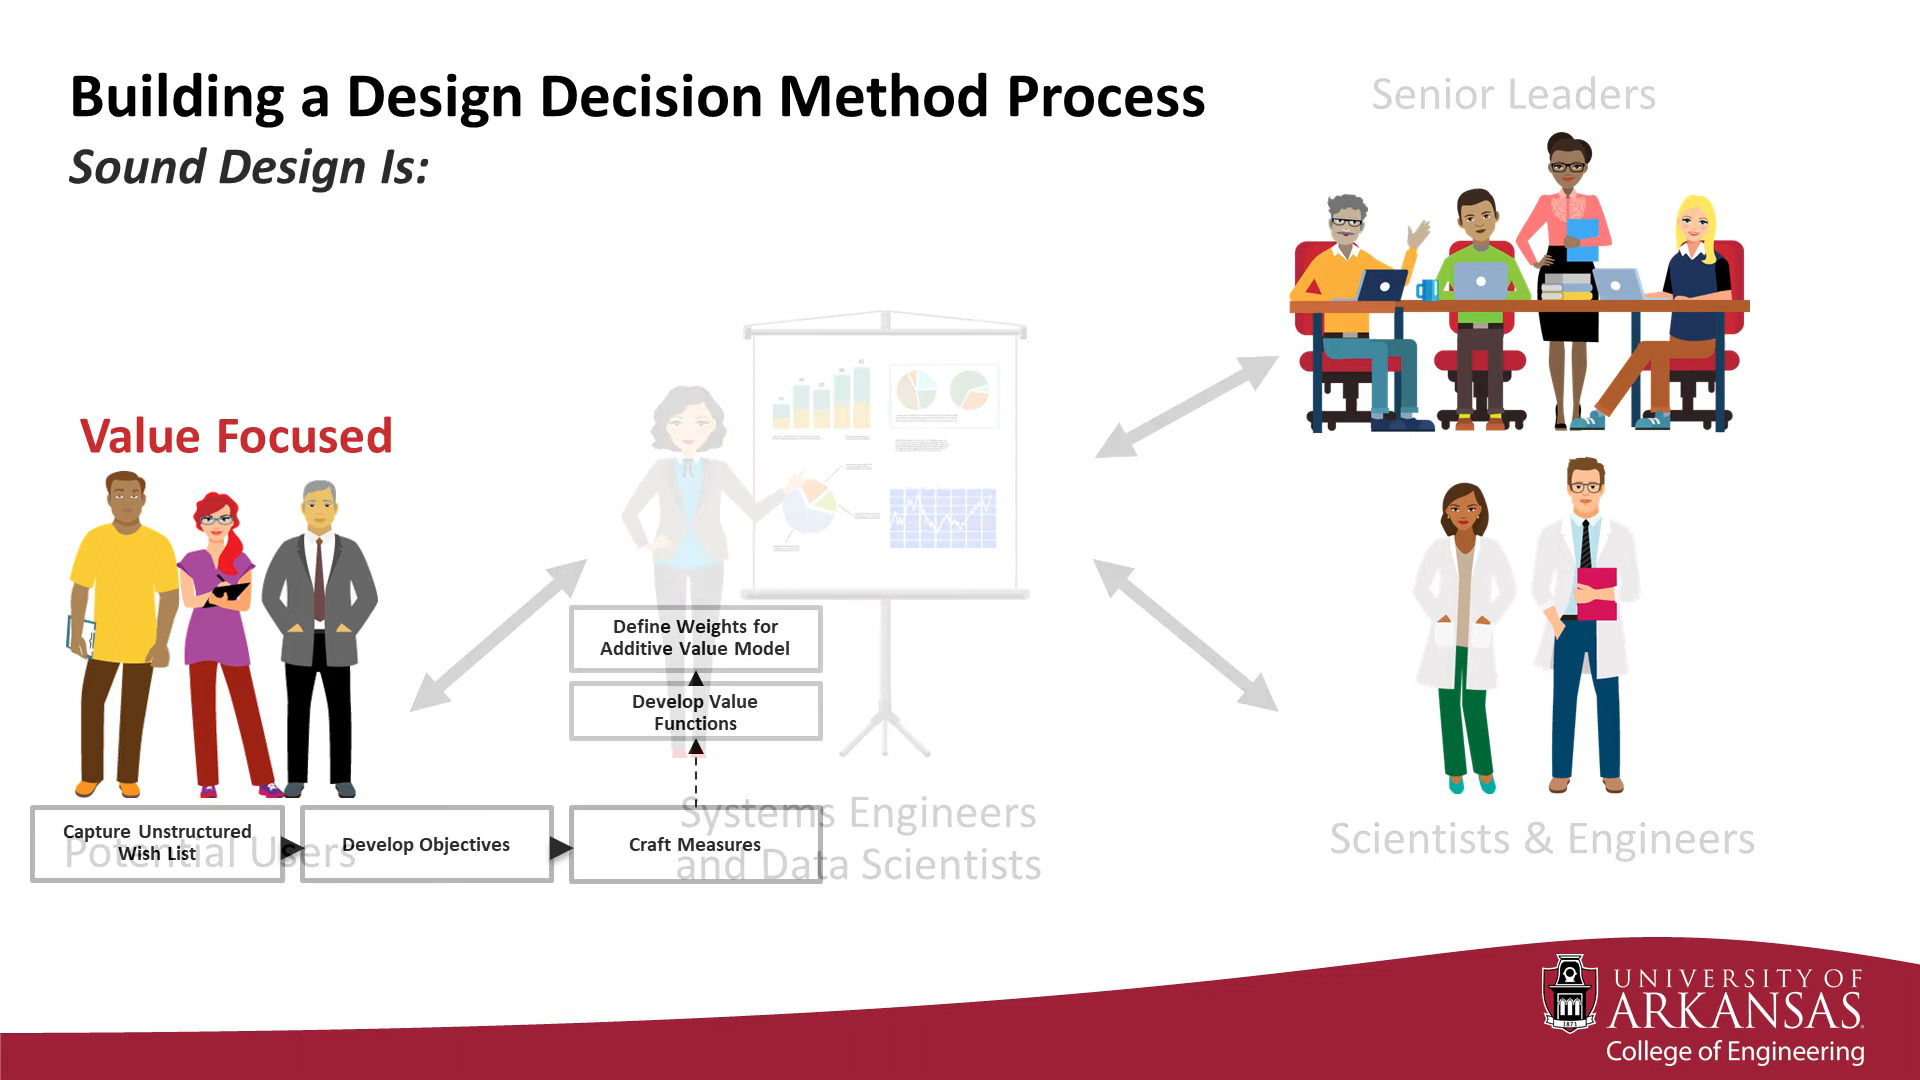 Building a Design Decision Method Process
Sound Design Is:
Senior Leaders
Value Focused
Define Weights for
Additive Value Model
Develop Value
Functions
Capture Unstructured
Wish List
Potential Users
Develop Objectives
Craft Measures
Systems Engineers
and Data Scientists
Scientists & Engineers
1871
UNIVERSITY OF
ARKANSAS
College of Engineering